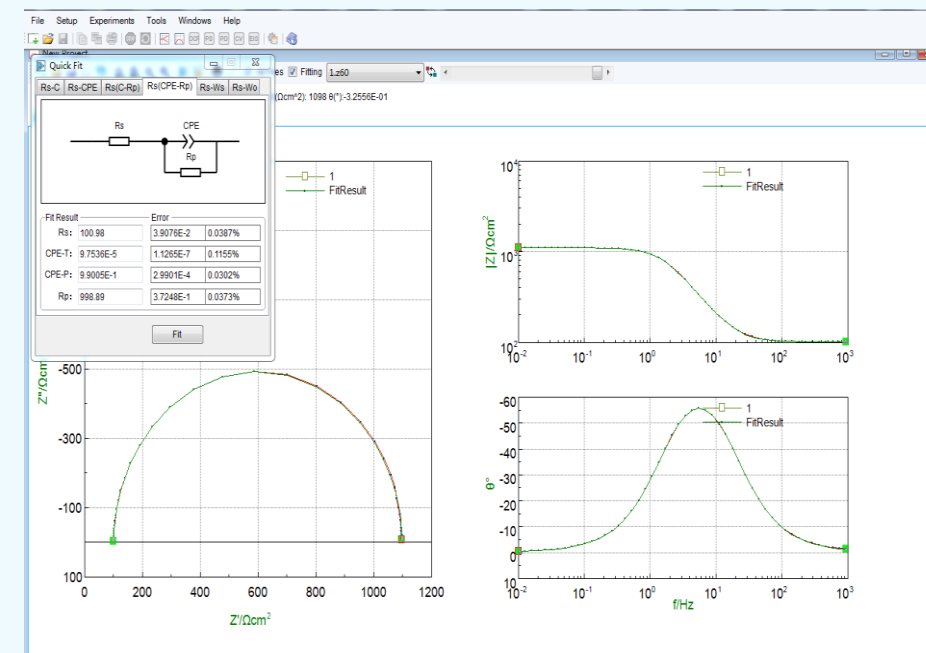 File Setup Experiments Tools Windows Help
New Project
Quick Fit
es Fitting 1.z60
Rs-C Rs-CPE Rs(C-Rp) Rs(CPE-Rp) Rs-Ws Rs-Wo
(Ωcm^2): 1098 θ(°):-3.2556E-01
Rs CPE
Rp
Fit Result Error
Rs: 100.98 3.9076E-2 0.0387%
CPE-T: 9.7536E-5 1.1265E-7 0.1155%
CPE-P: 9.9005E-1 2.9901E-4 0.0302%
Rp: 998.89 3.7248E-1 0.0373%
Fit
1
FitResult
Z"/Ωcm
-500
-300
-100
100
0 200 400 600 800 1000 1200
Z'/Ωcm²
1
FitResult
|Z|/Ωcm²
10⁴
10³
10²
10⁻² 10⁻¹ 10⁰ 10¹ 10² 10³
1
FitResult
θ°
-60
-50
-40
-30
-20
-10
0
10
10⁻² 10⁻¹ 10⁰ 10¹ 10² 10³
f/Hz